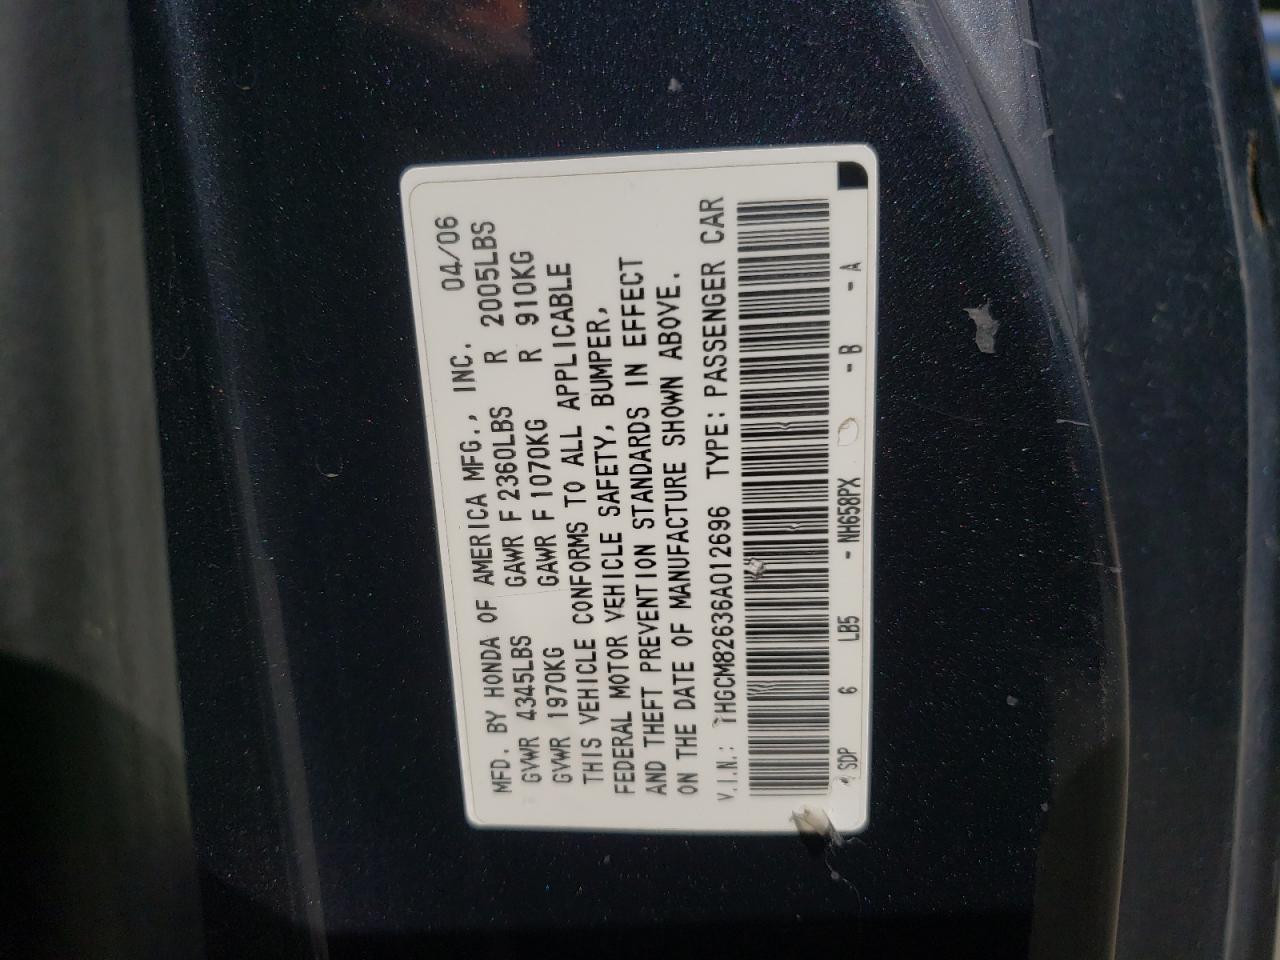 MFD. BY HONDA OF AMERICA MFG., INC. 04/06
GVWR 4345LBS GAWR F 2360LBS R 2005LBS
GVWR 1970KG GAWR F 1070KG R 910KG
THIS VEHICLE CONFORMS TO ALL APPLICABLE
FEDERAL MOTOR VEHICLE SAFETY, BUMPER,
AND THEFT PREVENTION STANDARDS IN EFFECT
ON THE DATE OF MANUFACTURE SHOWN ABOVE.
V.I.N.: 1HGCM82636A012696 TYPE: PASSENGER CAR
SDP 6 LB5 - NH658PX - B - A